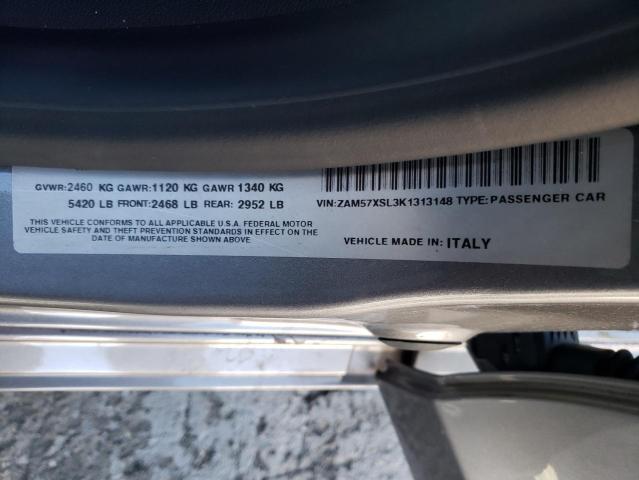 GVWR:2460 KG GAWR:1120 KG GAWR 1340 KG
5420 LB FRONT:2468 LB REAR: 2952 LB
THIS VEHICLE CONFORMS TO ALL APPLICABLE U.S.A. FEDERAL MOTOR
VEHICLE SAFETY AND THEFT PREVENTION STANDARDS IN EFFECT ON THE
DATE OF MANUFACTURE SHOWN ABOVE
VIN:ZAM57XSL3K1313148 TYPE:PASSENGER CAR
VEHICLE MADE IN: ITALY